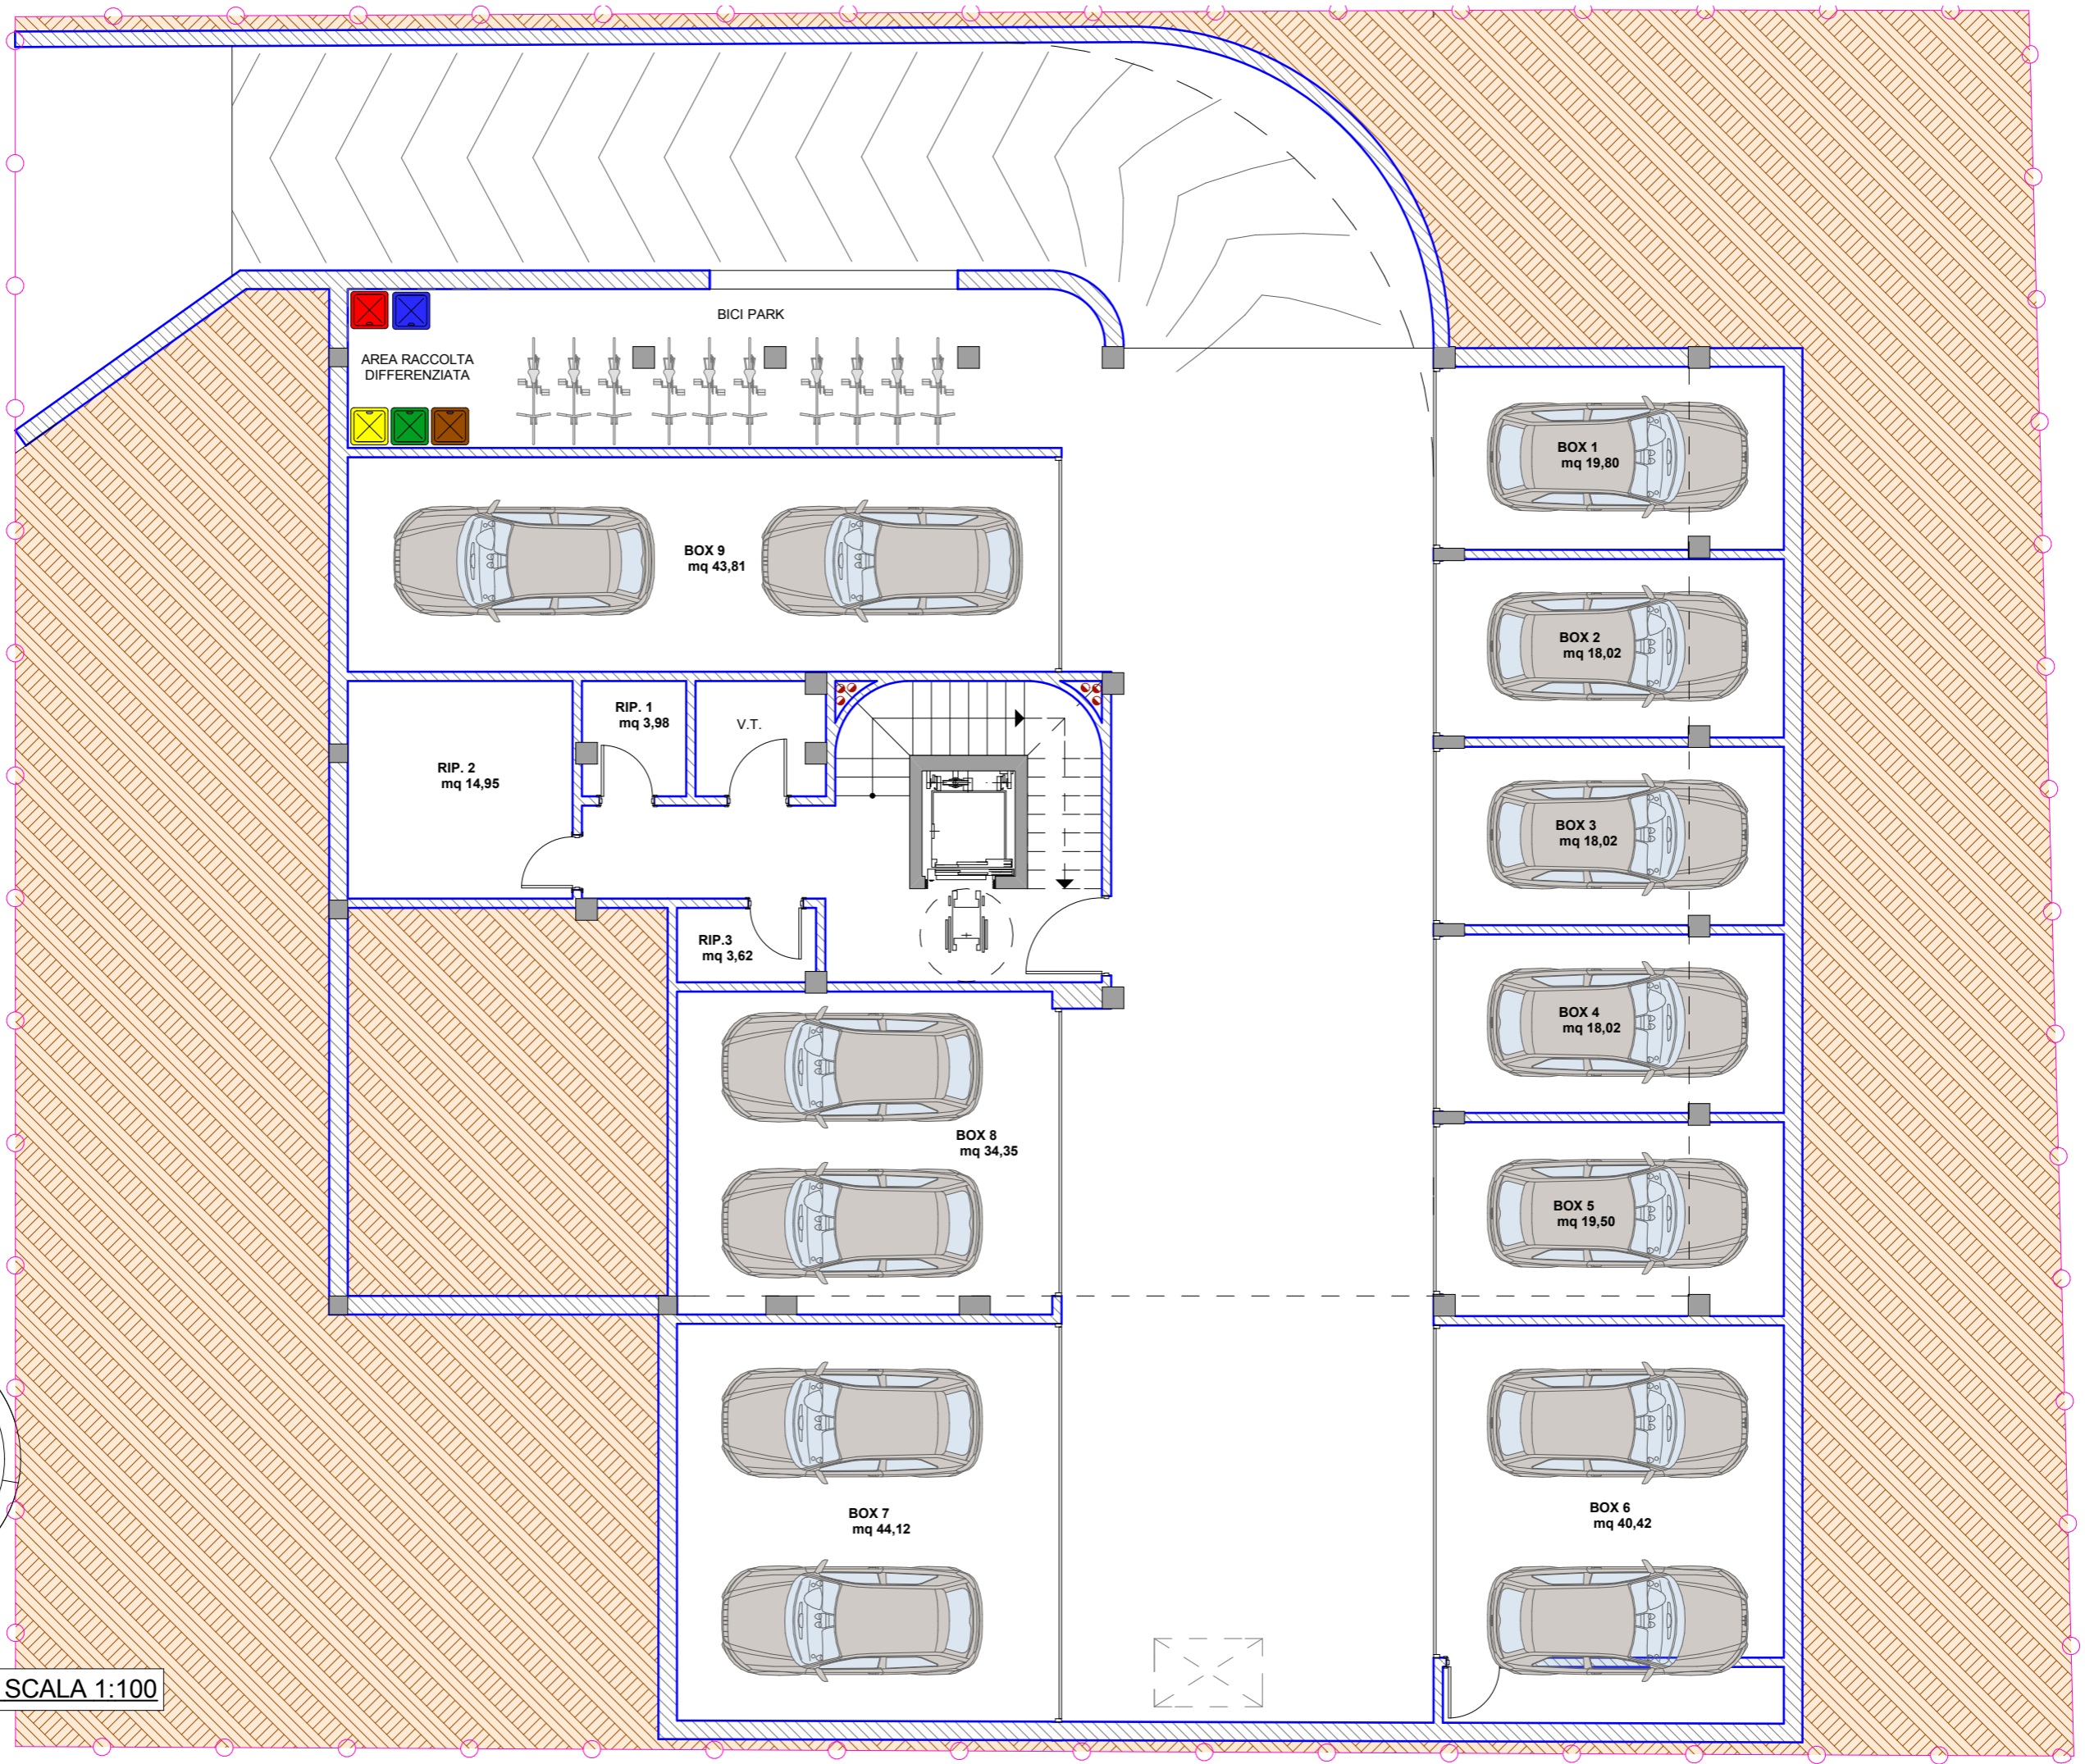 BICI PARK
AREA RACCOLTA
DIFFERENZIATA
BOX 1
mq 19,80
BOX 9
mq 43,81
BOX 2
mq 18,02
RIP. 1
mq 3,98
V.T.
RIP. 2
mq 14,95
BOX 3
mq 18,02
RIP.3
mq 3,62
BOX 4
mq 18,02
BOX 8
mq 34,35
BOX 5
mq 19,50
BOX 7
mq 44,12
BOX 6
mq 40,42
SCALA 1:100